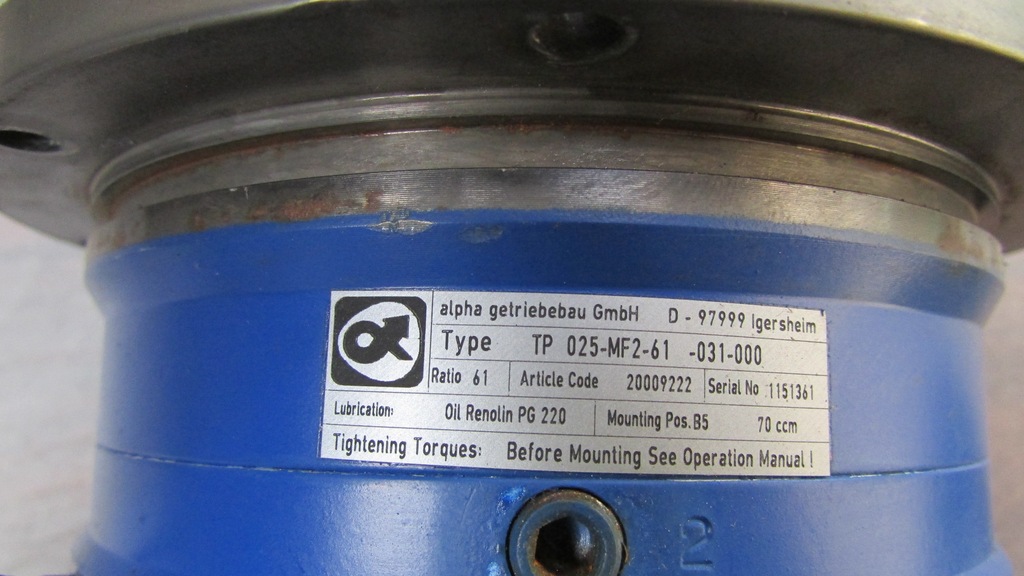 alpha getriebebau GmbH D - 97999 Igersheim
Type TP 025-MF2-61 -031-000
Ratio 61 Article Code 20009222 Serial No 1151361
Lubrication: Oil Renolin PG 220 Mounting Pos. B5 70 ccm
Tightening Torques: Before Mounting See Operation Manual !
2